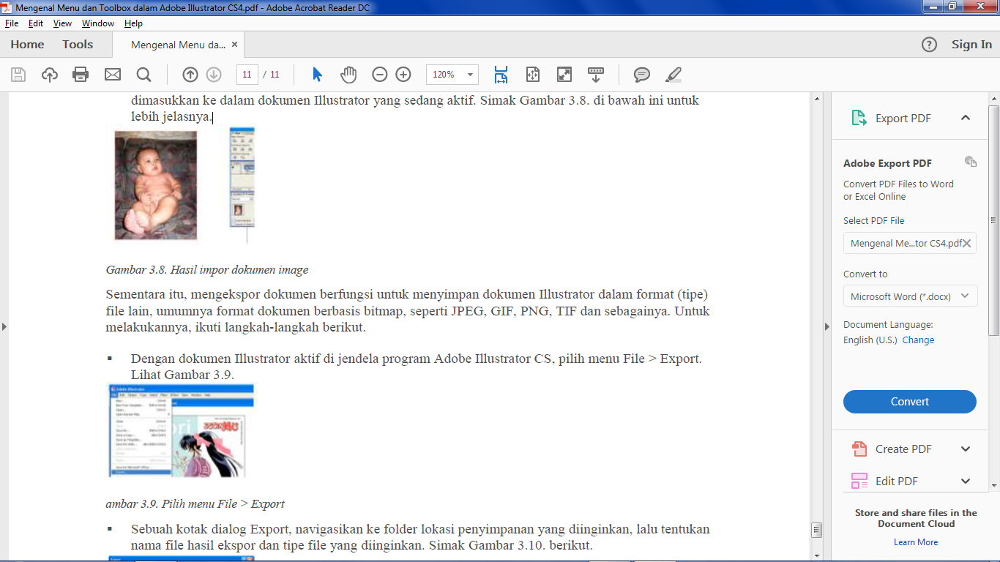 Mengenal Menu dan Toolbox dalam Adobe Illustrator CS4.pdf - Adobe Acrobat Reader DC
File Edit View Window Help
Home Tools Mengenal Menu da... × ? Sign In
11 / 11 120%
dimasukkan ke dalam dokumen Illustrator yang sedang aktif. Simak Gambar 3.8. di bawah ini untuk
lebih jelasnya.
Gambar 3.8. Hasil impor dokumen image
Sementara itu, mengekspor dokumen berfungsi untuk menyimpan dokumen Illustrator dalam format (tipe)
file lain, umumnya format dokumen berbasis bitmap, seperti JPEG, GIF, PNG, TIF dan sebagainya. Untuk
melakukannya, ikuti langkah-langkah berikut.
▪ Dengan dokumen Illustrator aktif di jendela program Adobe Illustrator CS, pilih menu File > Export.
Lihat Gambar 3.9.
ambar 3.9. Pilih menu File > Export
▪ Sebuah kotak dialog Export, navigasikan ke folder lokasi penyimpanan yang diinginkan, lalu tentukan
nama file hasil ekspor dan tipe file yang diinginkan. Simak Gambar 3.10. berikut.
Export PDF
Adobe Export PDF
Convert PDF Files to Word
or Excel Online
Select PDF File
Mengenal Me...tor CS4.pdf
Convert to
Microsoft Word (*.docx)
Document Language:
English (U.S.) Change
Convert
Create PDF
Edit PDF
Store and share files in the
Document Cloud
Learn More